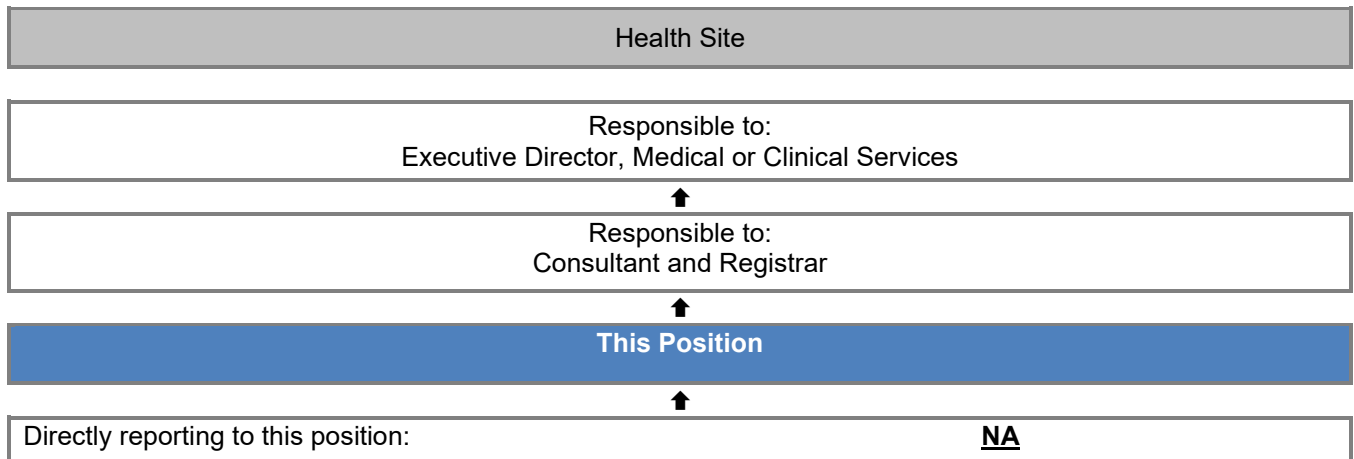 Health Site
Responsible to:
Executive Director, Medical or Clinical Services
Responsible to:
Consultant and Registrar
This Position
Directly reporting to this position: NA